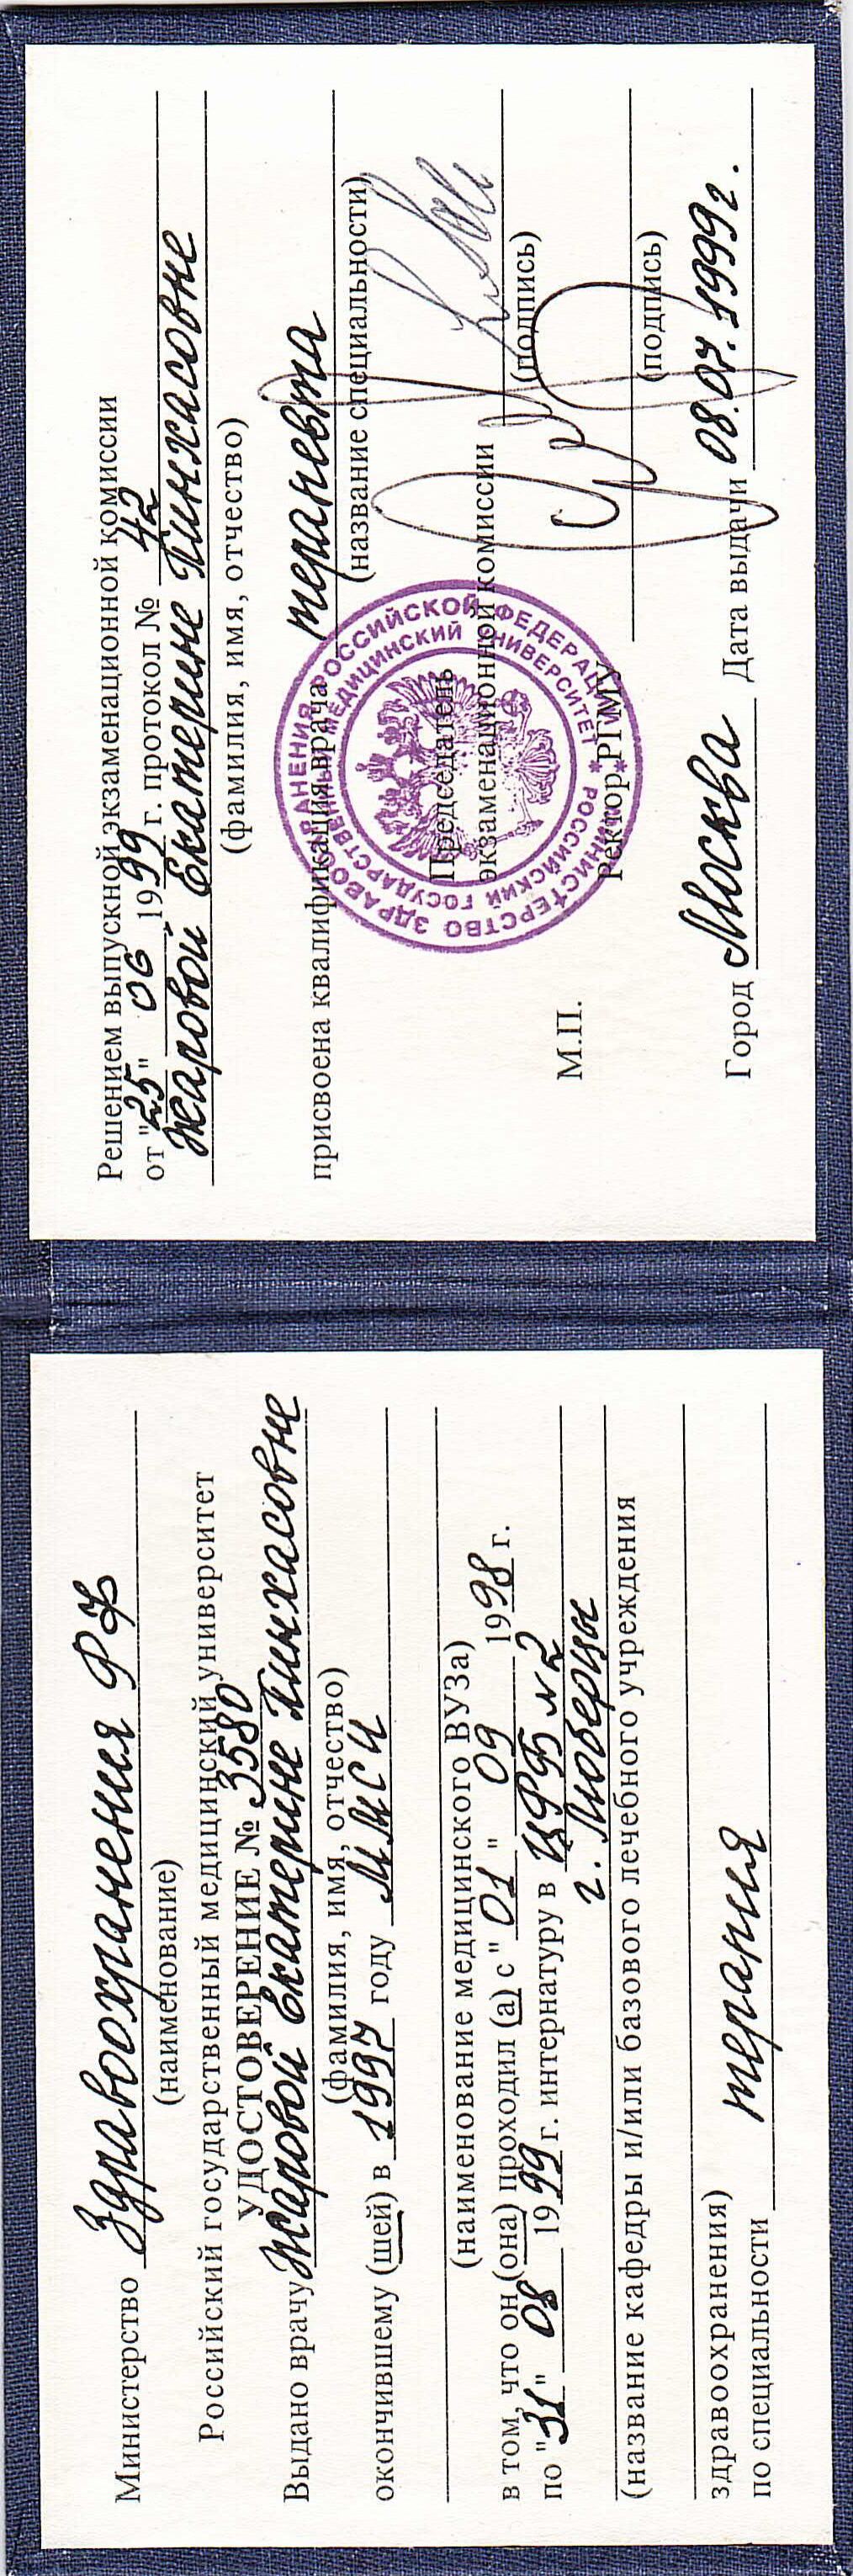 Министерство Здравоохранения РФ
(наименование)
Российский государственный медицинский университет
УДОСТОВЕРЕНИЕ № 3580
Выдано врачу Жаровой Екатерине Пинхасовне
(фамилия, имя, отчество)
окончившему (шей) в 1997 году ММСИ
(наименование медицинского ВУЗа)
в том, что он (она) проходил (а) с "01" 09 1998 г.
по "31" 08 1999 г. интернатуру в ЦРБ №2
г. Люберцы
(название кафедры и/или базового лечебного учреждения
здравоохранения)
по специальности терапия
Решением выпускной экзаменационной комиссии
от "25" 06 1999 г. протокол № 42
Жаровой Екатерине Пинхасовне
(фамилия, имя, отчество)
присвоена квалификация врача терапевта
(название специальности)
Председатель
экзаменационной комиссии
(подпись)
М.П.
Ректор РГМУ
(подпись)
Город Москва Дата выдачи 08.07.1999г.
МИНИСТЕРСТВО ЗДРАВООХРАНЕНИЯ РОССИЙСКОЙ ФЕДЕРАЦИИ
РОССИЙСКИЙ ГОСУДАРСТВЕННЫЙ МЕДИЦИНСКИЙ УНИВЕРСИТЕТ